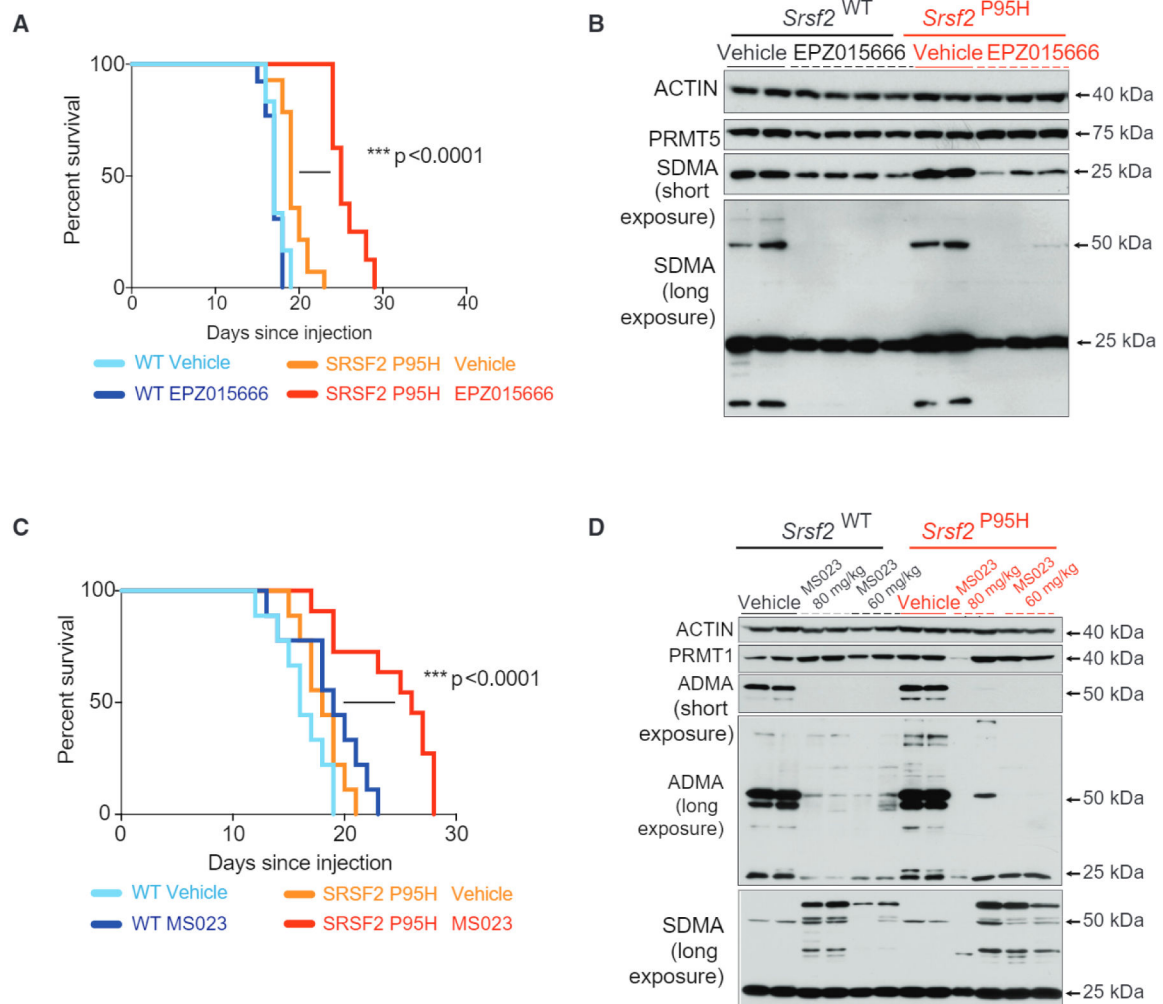 A
100
50
0
Percent survival
*** p<0.0001
0 10 20 30 40
Days since injection
WT Vehicle
SRSF2 P95H Vehicle
WT EPZ015666
SRSF2 P95H EPZ015666
B
Srsf2 WT
Srsf2 P95H
Vehicle EPZ015666 Vehicle EPZ015666
ACTIN
←40 kDa
PRMT5
←75 kDa
SDMA
(short
exposure)
←25 kDa
SDMA
(long
exposure)
←50 kDa
←25 kDa
C
100
50
0
Percent survival
*** p<0.0001
0 10 20 30
Days since injection
WT Vehicle
SRSF2 P95H Vehicle
WT MS023
SRSF2 P95H MS023
D
Srsf2 WT
Srsf2 P95H
Vehicle
MS023
80 mg/kg
MS023
60 mg/kg
Vehicle
MS023
80 mg/kg
MS023
60 mg/kg
ACTIN
←40 kDa
PRMT1
←40 kDa
ADMA
(short
exposure)
←50 kDa
ADMA
(long
exposure)
←50 kDa
←25 kDa
SDMA
(long
exposure)
←50 kDa
←25 kDa